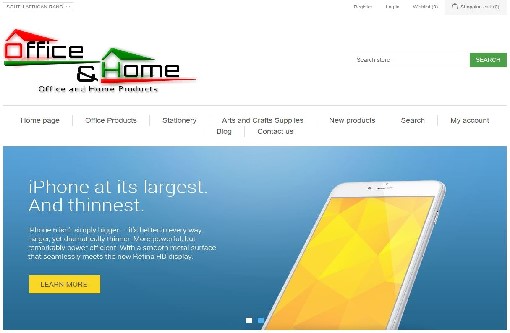 Register Log in Wishlist (0) Shopping cart (0)
Office
& Home
Office and Home Products
Search store SEARCH
Home page Office Products Stationery Arts and Crafts Supplies New products Search My account
Blog Contact us
iPhone at its largest.
And thinnest.
iPhone 6 isn't simply bigger - it's better in every way.
Larger, yet dramatically thinner. More powerful, but
remarkably power efficient. With a smooth metal surface
that seamlessly meets the new Retina HD display.
LEARN MORE